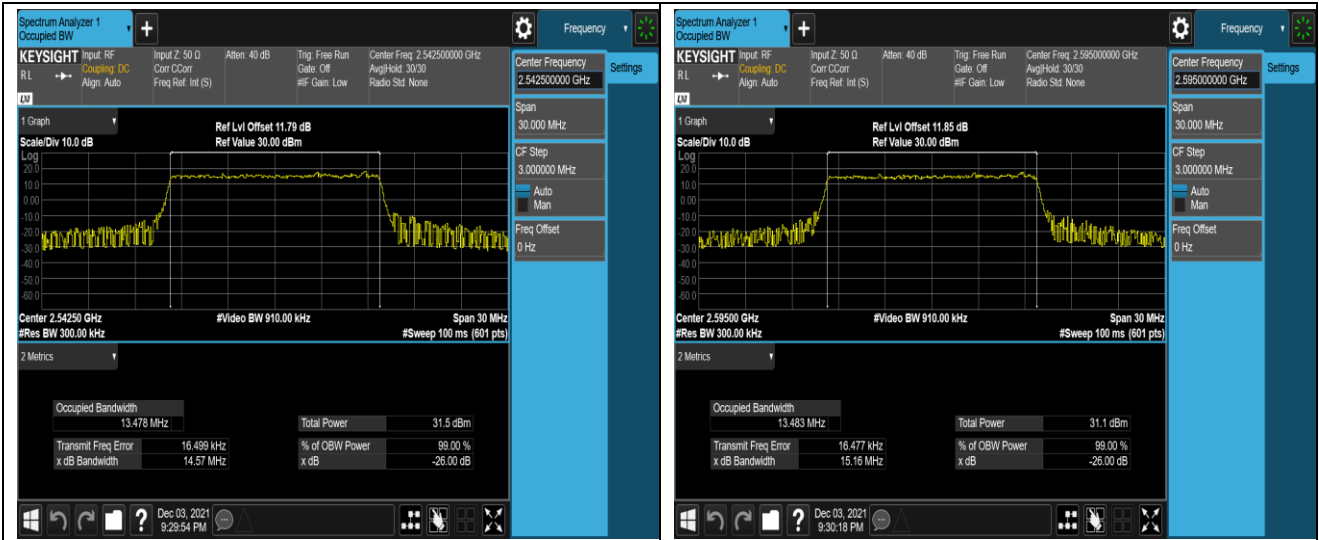 Spectrum Analyzer 1
Occupied BW
+
Frequency
KEYSIGHT
Input: RF
Coupling: DC
Align: Auto
Input Z: 50 Ω
Corr CCorr
Freq Ref: Int (S)
Atten: 40 dB
Trig: Free Run
Gate: Off
#IF Gain: Low
Center Freq: 2.542500000 GHz
Avg|Hold: 30/30
Radio Std: None
RL
LXI
Center Frequency
2.542500000 GHz
Settings
Span
30.000 MHz
CF Step
3.000000 MHz
Auto
Man
Freq Offset
0 Hz
1 Graph
Ref Lvl Offset 11.79 dB
Scale/Div 10.0 dB
Ref Value 30.00 dBm
Log
20.0
10.0
0.00
-10.0
-20.0
-30.0
-40.0
-50.0
-60.0
Center 2.54250 GHz
#Video BW 910.00 kHz
Span 30 MHz
#Res BW 300.00 kHz
#Sweep 100 ms (601 pts)
2 Metrics
Occupied Bandwidth
13.478 MHz
Total Power 31.5 dBm
Transmit Freq Error 16.499 kHz
% of OBW Power 99.00 %
x dB Bandwidth 14.57 MHz
x dB -26.00 dB
?
Dec 03, 2021
9:29:54 PM
Spectrum Analyzer 1
Occupied BW
+
Frequency
KEYSIGHT
Input: RF
Coupling: DC
Align: Auto
Input Z: 50 Ω
Corr CCorr
Freq Ref: Int (S)
Atten: 40 dB
Trig: Free Run
Gate: Off
#IF Gain: Low
Center Freq: 2.595000000 GHz
Avg|Hold: 30/30
Radio Std: None
RL
LXI
Center Frequency
2.595000000 GHz
Settings
Span
30.000 MHz
CF Step
3.000000 MHz
Auto
Man
Freq Offset
0 Hz
1 Graph
Ref Lvl Offset 11.85 dB
Scale/Div 10.0 dB
Ref Value 30.00 dBm
Log
20.0
10.0
0.00
-10.0
-20.0
-30.0
-40.0
-50.0
-60.0
Center 2.59500 GHz
#Video BW 910.00 kHz
Span 30 MHz
#Res BW 300.00 kHz
#Sweep 100 ms (601 pts)
2 Metrics
Occupied Bandwidth
13.483 MHz
Total Power 31.1 dBm
Transmit Freq Error 16.477 kHz
% of OBW Power 99.00 %
x dB Bandwidth 15.16 MHz
x dB -26.00 dB
?
Dec 03, 2021
9:30:18 PM